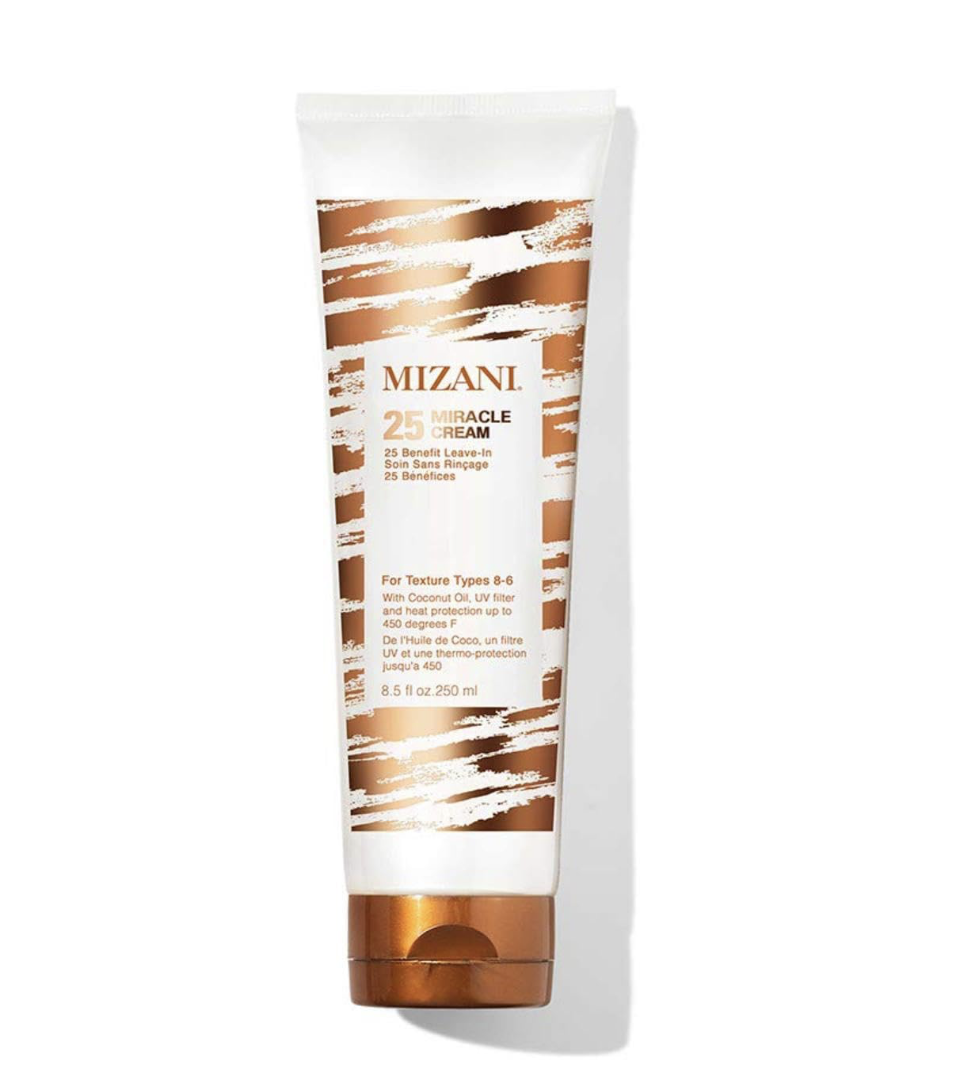 MIZANI®
25 MIRACLE CREAM
25 Benefit Leave-In
Soin Sans Rinçage
25 Bénéfices
For Texture Types 8-6
With Coconut Oil, UV filter
and heat protection up to
450 degrees F
De l'Huile de Coco, un filtre
UV et une thermo-protection
jusqu'a 450
8.5 fl oz.250 ml